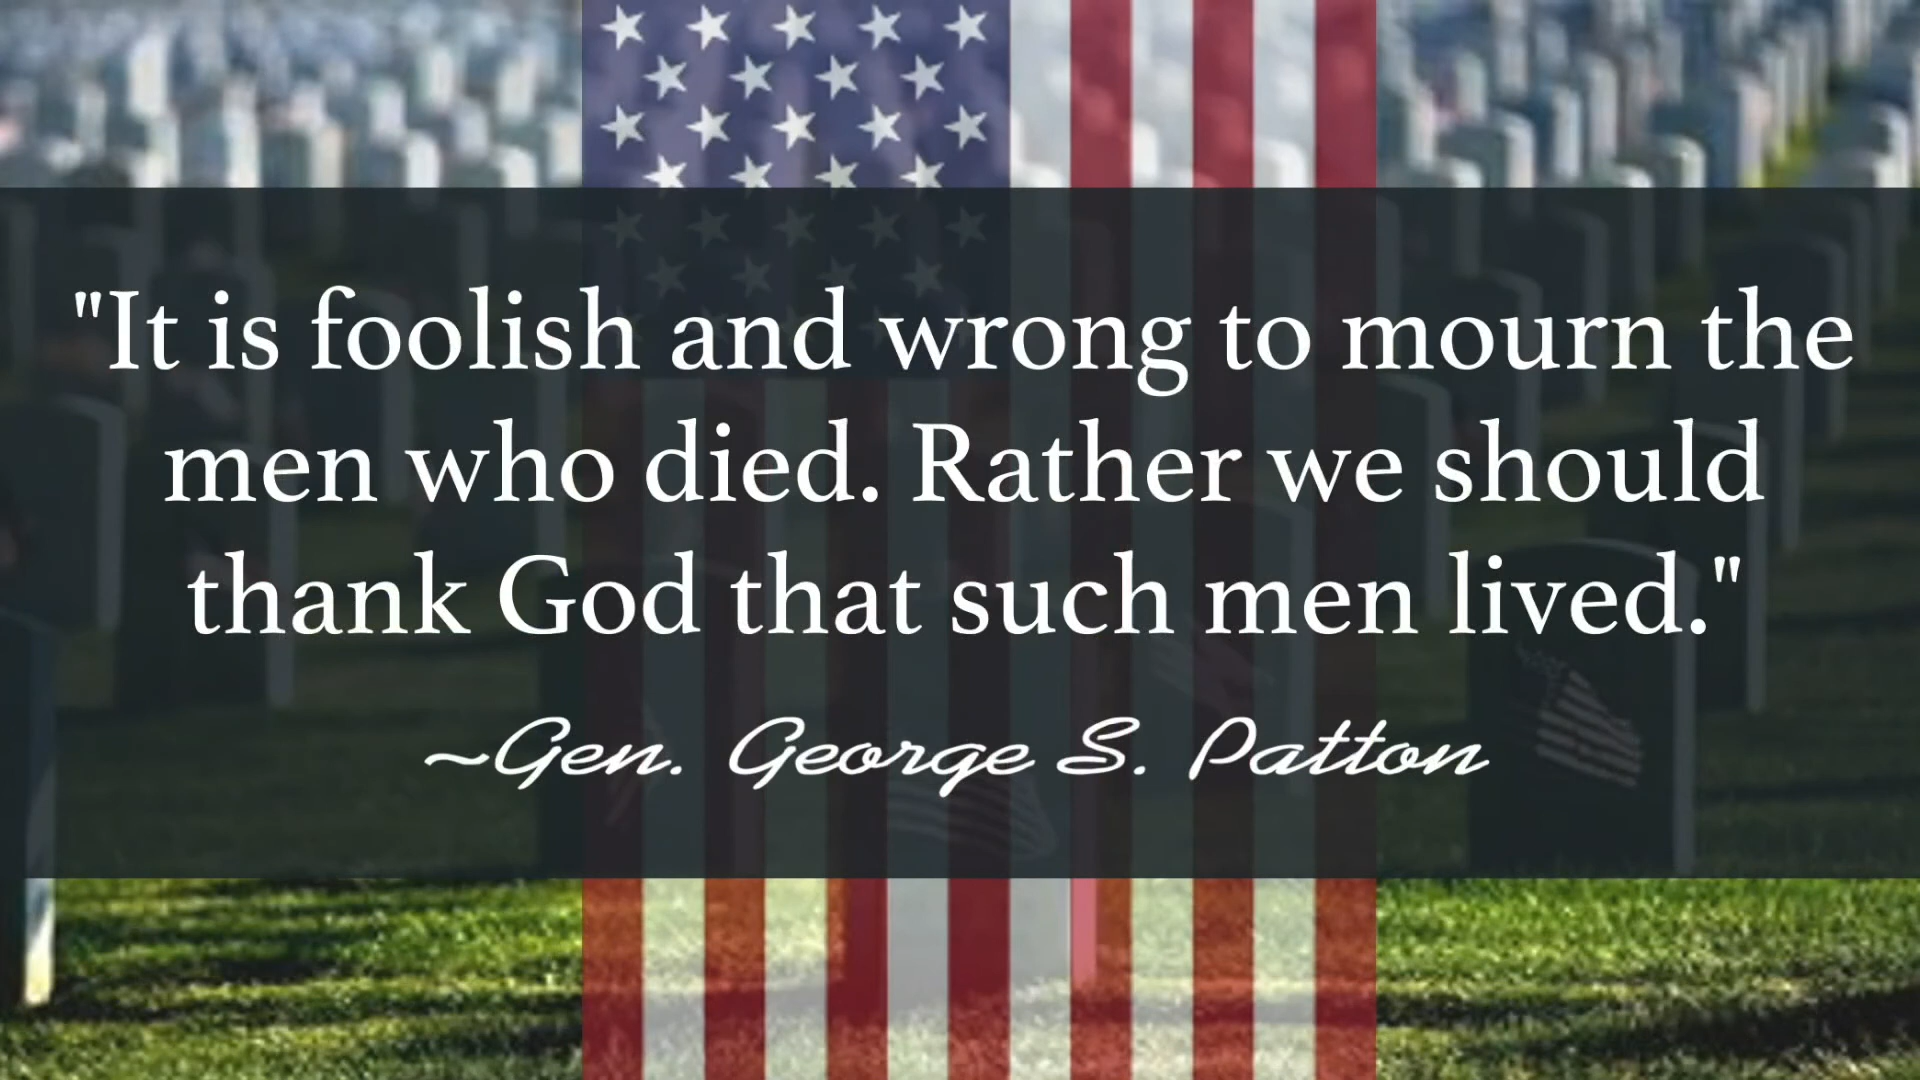 "It is foolish and wrong to mourn the
men who died. Rather we should
thank God that such men lived."
~Gen. George S. Patton